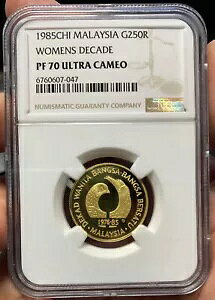 1985CHI MALAYSIA G250R
WOMENS DECADE
PF 70 ULTRA CAMEO
6760607-047
NGC
NUMISMATIC GUARANTY COMPANY
DEKAD WANITA BANGSA-BANGSA BERSATU
1976-85
MALAYSIA